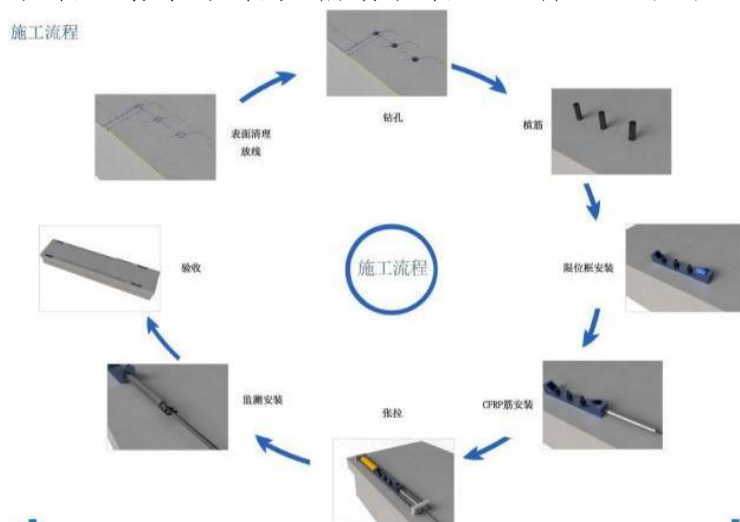 施工流程
钻孔
表面清理
放线
植筋
验收
施工流程
限位框安装
监测安装
张拉
CFRP筋安装